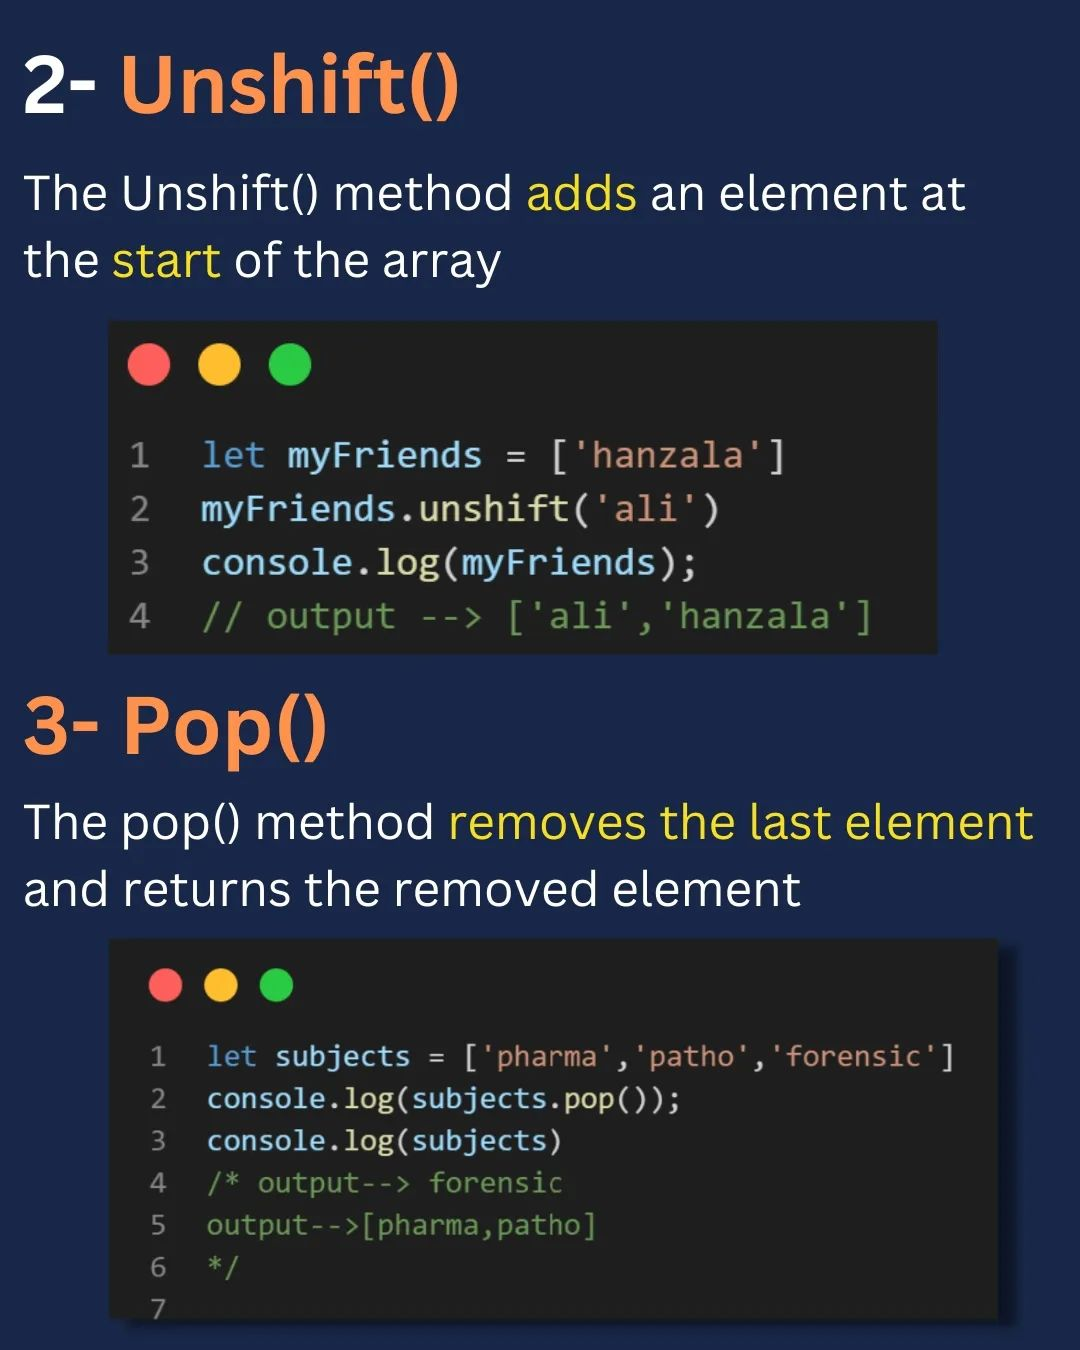 2- Unshift()
The Unshift() method adds an element at
the start of the array
1 let myFriends = ['hanzala']
2 myFriends.unshift('ali')
3 console.log(myFriends);
4 // output --> ['ali','hanzala']
3- Pop()
The pop() method removes the last element
and returns the removed element
1 let subjects = ['pharma','patho','forensic']
2 console.log(subjects.pop());
3 console.log(subjects)
4 /* output--> forensic
5 output-->[pharma,patho]
6 */
7